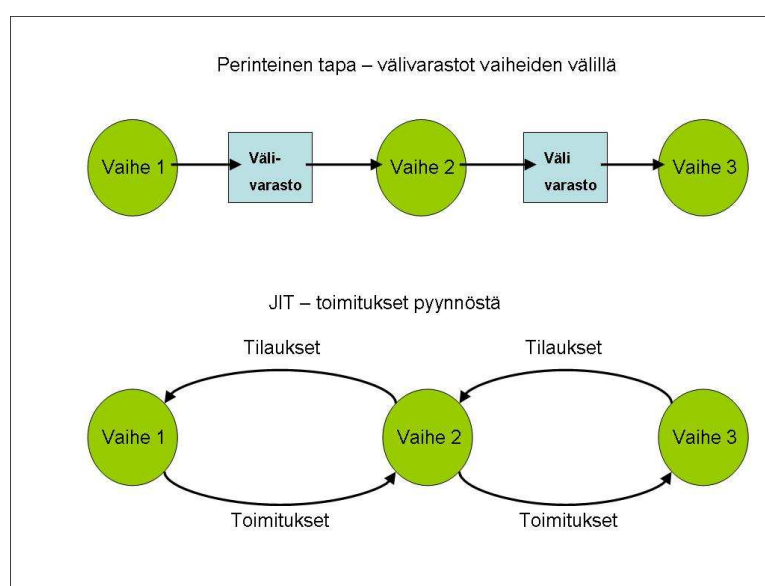 Perinteinen tapa – välivarastot vaiheiden välillä
Vaihe 1
Väli-
varasto
Vaihe 2
Väli
varasto
Vaihe 3
JIT – toimitukset pyynnöstä
Tilaukset
Tilaukset
Vaihe 1
Vaihe 2
Vaihe 3
Toimitukset
Toimitukset